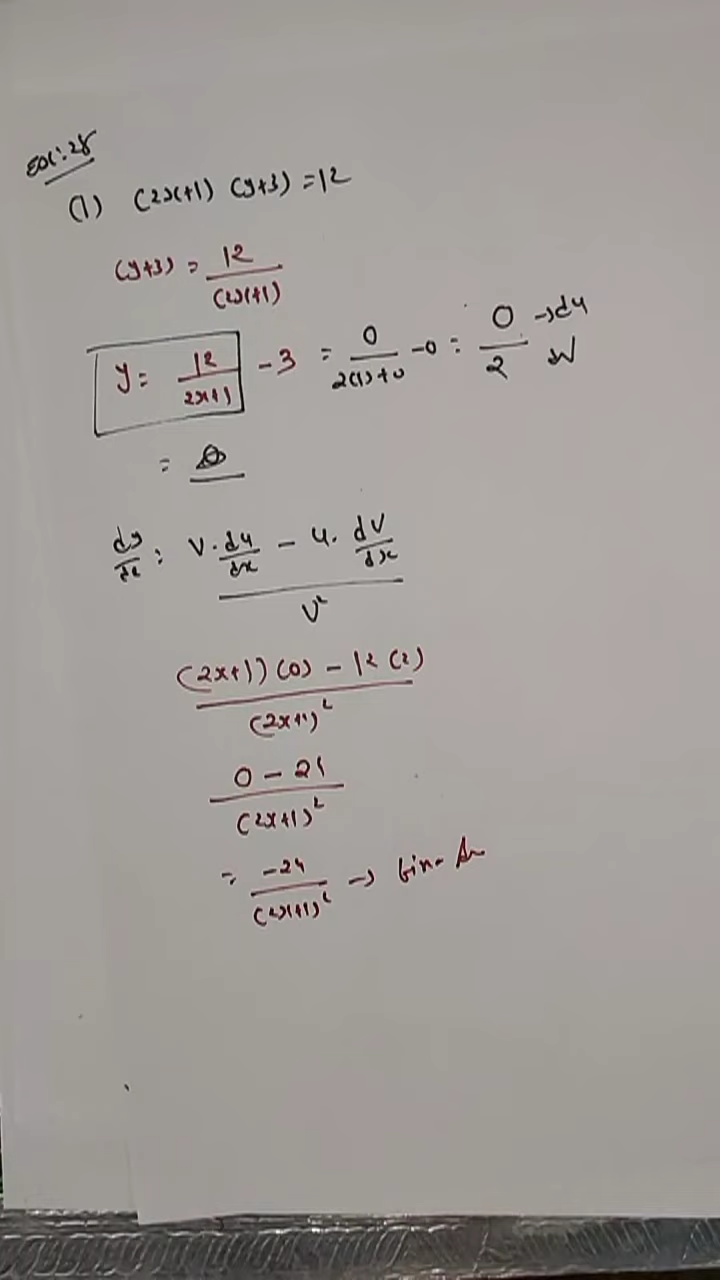 (1) (2x+1) (y+3) = 12
(y+3) = 12/(2x+1)
y = 12/(2x+1) - 3 = 0/(2(1)+0) - 0 = 0/2 → du
=
dy/dx = (V · du/dx - u · dV/dx)/V²
((2x+1)(0) - 12(2))/(2x+1)²
(0 - 24)/(2x+1)²
= -24/(2x+1)² →